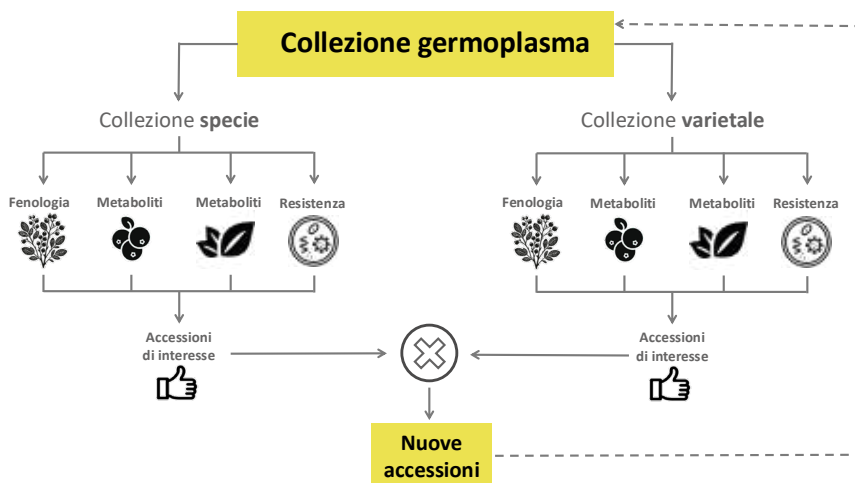 Collezione germoplasma
Collezione specie
Collezione varietale
Fenologia
Metaboliti
Metaboliti
Resistenza
Fenologia
Metaboliti
Metaboliti
Resistenza
Accessioni
di interesse
Accessioni
di interesse
Nuove
accessioni